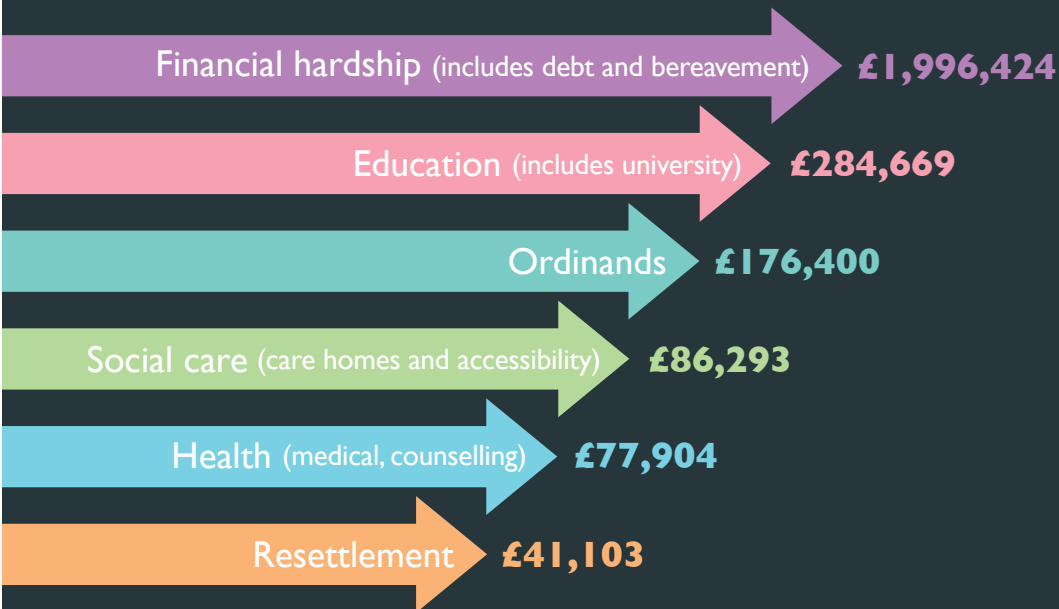 Financial hardship (includes debt and bereavement) £1,996,424
Education (includes university) £284,669
Ordinands £176,400
Social care (care homes and accessibility) £86,293
Health (medical, counselling) £77,904
Resettlement £41,103